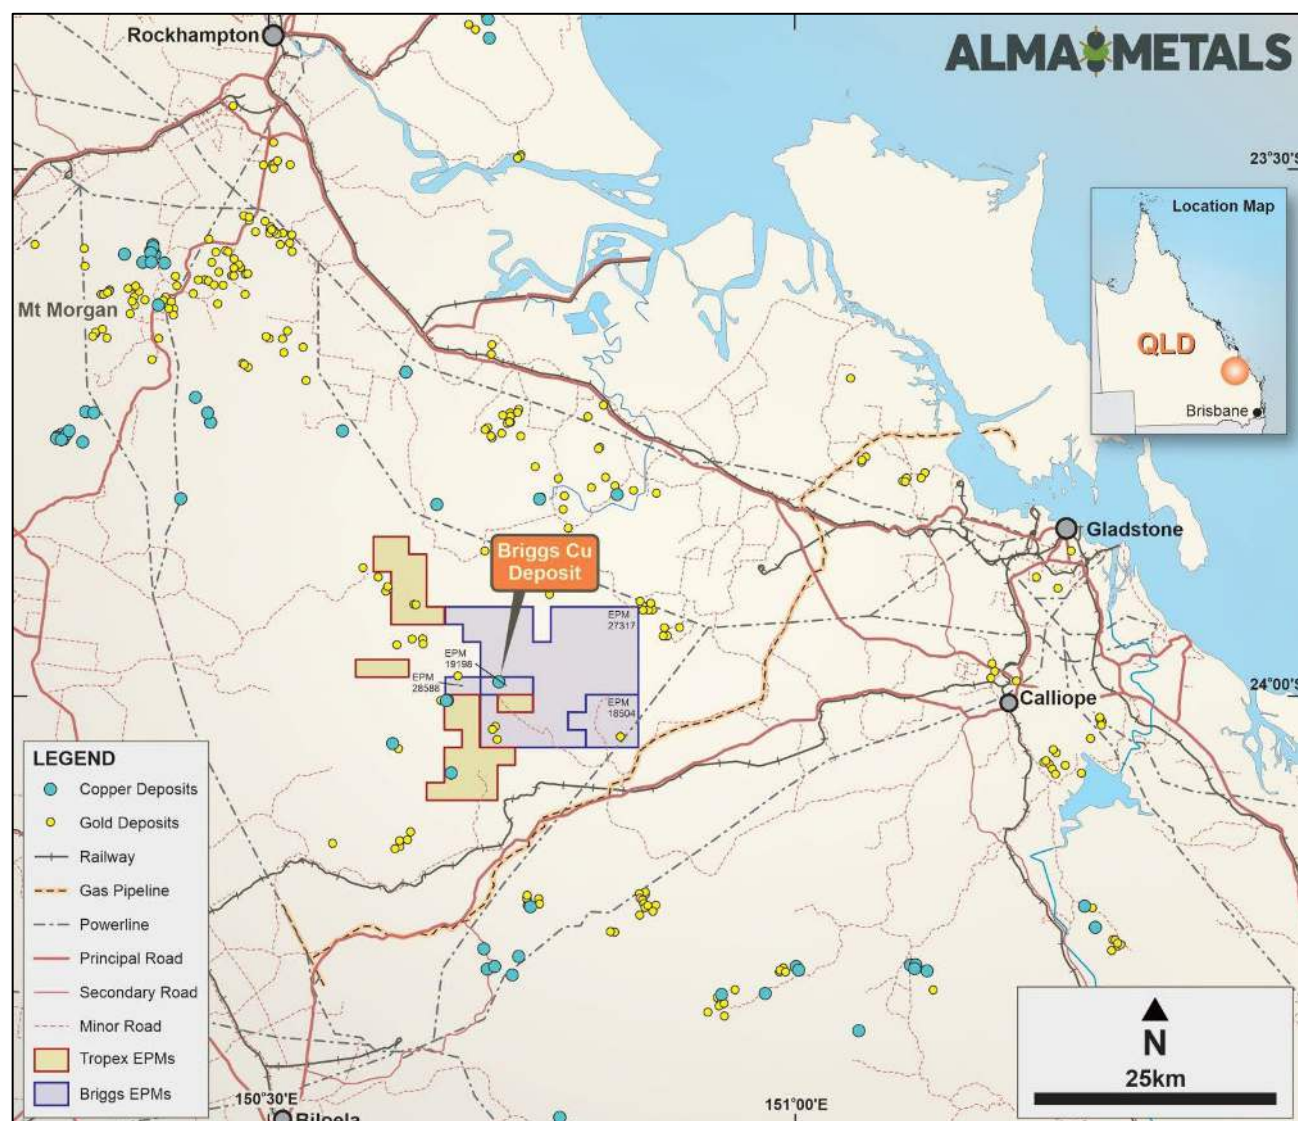 Rockhampton
ALMA METALS
23°30'S
Location Map
QLD
Brisbane
Mt Morgan
Gladstone
Briggs Cu
Deposit
EPM
27317
EPM
19198
EPM
28588
EPM
18504
24°00'S
Calliope
LEGEND
Copper Deposits
Gold Deposits
Railway
Gas Pipeline
Powerline
Principal Road
Secondary Road
Minor Road
Tropex EPMs
Briggs EPMs
N
25km
150°30'E
151°00'E
Biloela